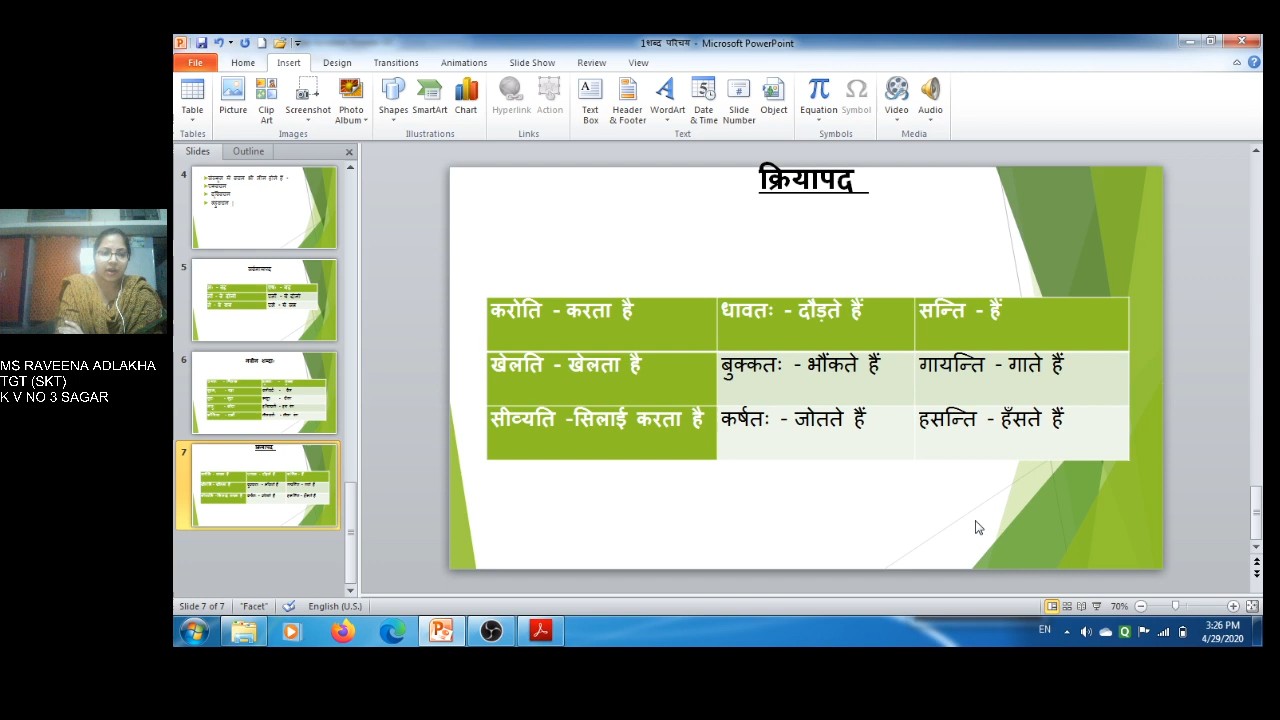 1शब्द परिचय - Microsoft PowerPoint
File Home Insert Design Transitions Animations Slide Show Review View
Table Picture Clip Art Screenshot Photo Album Shapes SmartArt Chart Hyperlink Action Text Box Header & Footer WordArt Date & Time Slide Number Object Equation Symbol Video Audio
Tables Images Illustrations Links Text Symbols Media
Slides Outline
4
5
6
7
क्रियापद
करोति - करता है धावतः - दौड़ते हैं सन्ति - हैं
खेलति - खेलता है बुक्कतः - भौंकते हैं गायन्ति - गाते हैं
सीव्यति -सिलाई करता है कर्षतः - जोतते हैं हसन्ति - हँसते हैं
MS RAVEENA ADLAKHA
TGT (SKT)
K V NO 3 SAGAR
Slide 7 of 7 "Facet" English (U.S.) 70%
EN 3:26 PM
4/29/2020